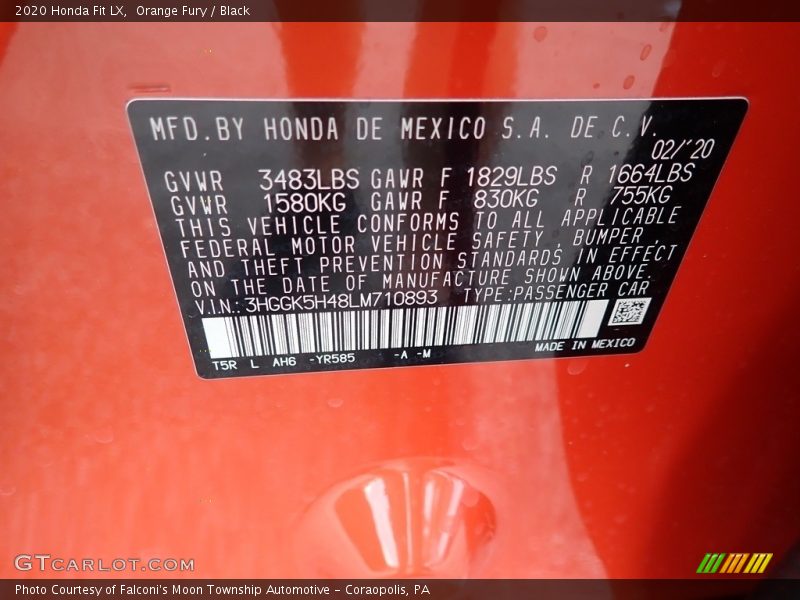 2020 Honda Fit LX, Orange Fury / Black
MFD.BY HONDA DE MEXICO S.A. DE C.V.
02/'20
GVWR 3483LBS GAWR F 1829LBS R 1664LBS
GVWR 1580KG GAWR F 830KG R 755KG
THIS VEHICLE CONFORMS TO ALL APPLICABLE
FEDERAL MOTOR VEHICLE SAFETY, BUMPER,
AND THEFT PREVENTION STANDARDS IN EFFECT
ON THE DATE OF MANUFACTURE SHOWN ABOVE.
V.I.N.:3HGGK5H48LM710893 TYPE:PASSENGER CAR
T5R L AH6 -YR585 -A -M MADE IN MEXICO
GTCARLOT.COM
Photo Courtesy of Falconi's Moon Township Automotive - Coraopolis, PA